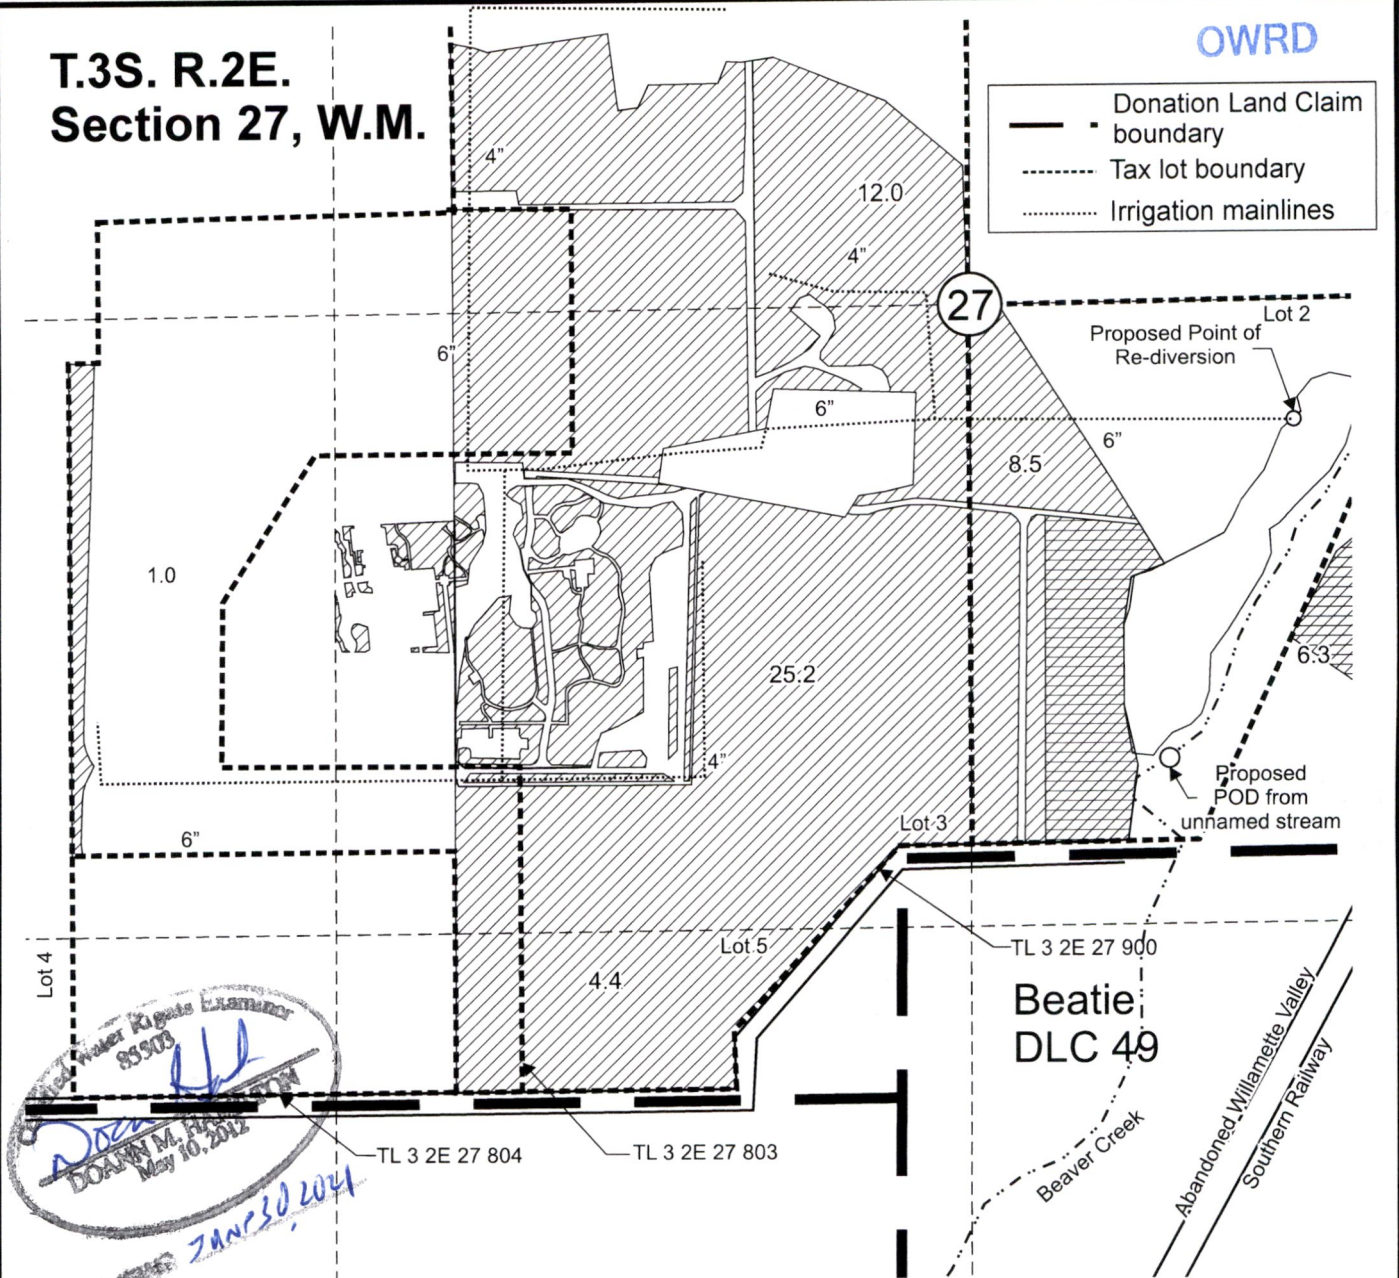 T.3S. R.2E.
Section 27, W.M.
OWRD
Donation Land Claim
boundary
Tax lot boundary
Irrigation mainlines
4”
12.0
4”
27
Lot 2
Proposed Point of
Re-diversion
6”
6”
6”
8.5
1.0
25.2
6.3
4”
Proposed
POD from
unnamed stream
6”
Lot 3
Lot 5
TL 3 2E 27 900
Lot 4
4.4
Beatie
DLC 49
Water Rights Examiner
85503
DOANN M. HAMILTON
May 10, 2012
TL 3 2E 27 804
TL 3 2E 27 803
Beaver Creek
Abandoned Willamette Valley
Southern Railway
30, 2021